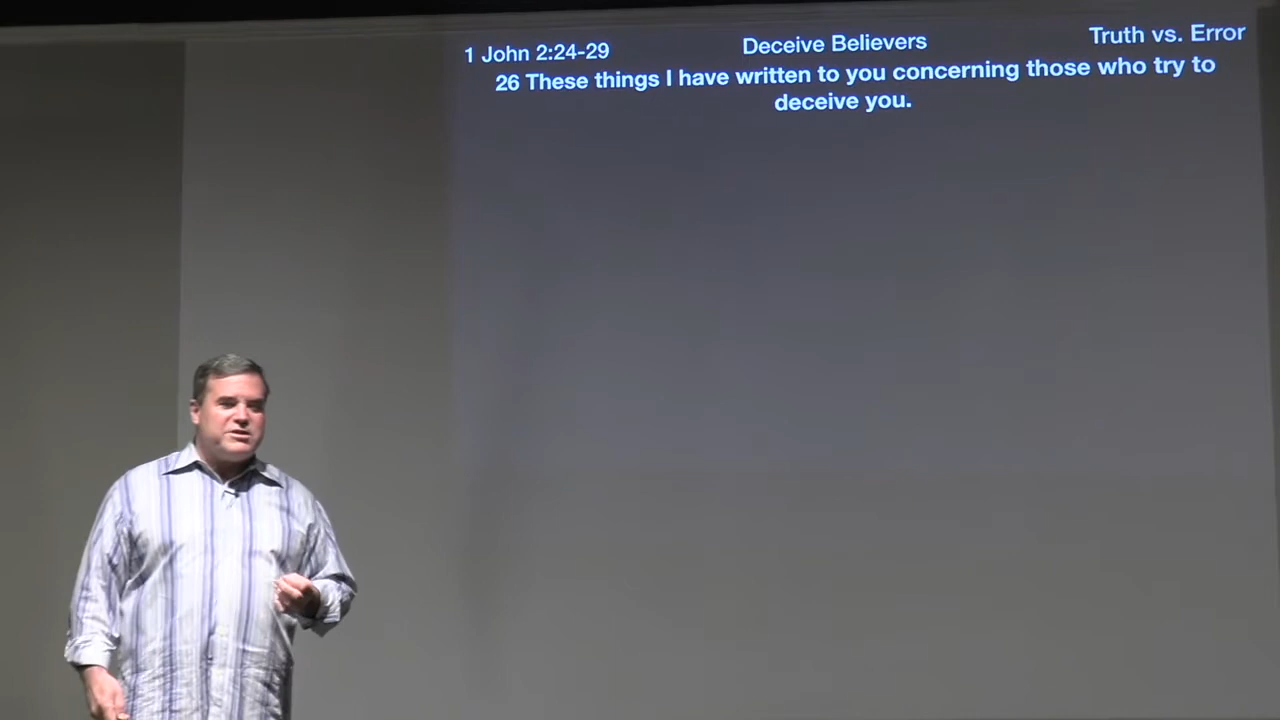 1 John 2:24-29 Deceive Believers Truth vs. Error
26 These things I have written to you concerning those who try to
deceive you.